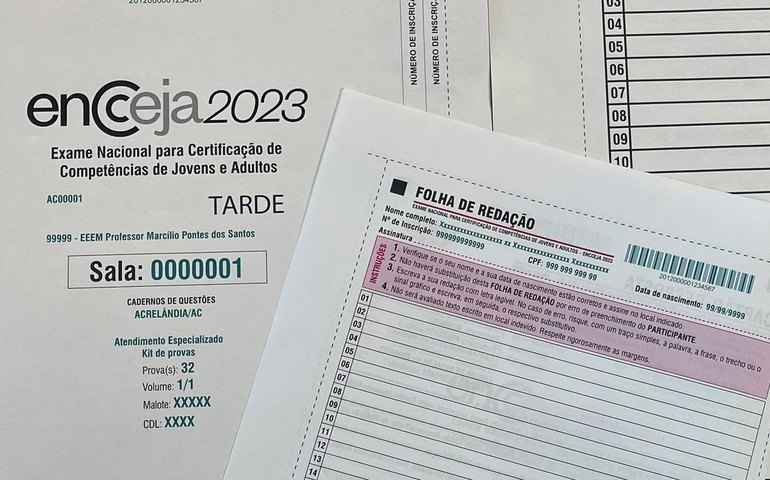 2012000001234567
encceja2023
Exame Nacional para Certificação de
Competências de Jovens e Adultos
AC00001
TARDE
99999 - EEEM Professor Marcílio Pontes dos Santos
Sala: 0000001
CADERNOS DE QUESTÕES
ACRELÂNDIA/AC
Atendimento Especializado
Kit de provas
Prova(s): 32
Volume: 1/1
Malote: XXXXX
CDL: XXXX
NÚMERO DE INSCRIÇ
NÚMERO DE INSCRIÇ
03
04
05
06
07
08
09
10
FOLHA DE REDAÇÃO
EXAME NACIONAL PARA CERTIFICAÇÃO DE COMPETÊNCIAS DE JOVENS E ADULTOS - ENCCEJA 2023
Nome completo:
Nº de Inscrição: 999999999999
CPF: 999 999 999 99
Assinatura
2012000001234567
Data de nascimento: 99/99/9999
INSTRUÇÕES
1. Verifique se o seu nome e a sua data de nascimento estão corretos e assine no local indicado.
2. Não haverá substituição desta FOLHA DE REDAÇÃO por erro de preenchimento do PARTICIPANTE.
3. Escreva a sua redação com letra legível. No caso de erro, risque, com um traço simples, a palavra, a frase, o trecho ou o
sinal gráfico e escreva, em seguida, o respectivo substitutivo.
4. Não será avaliado texto escrito em local indevido. Respeite rigorosamente as margens.
01
02
03
04
05
06
07
08
09
10
11
12
13
14